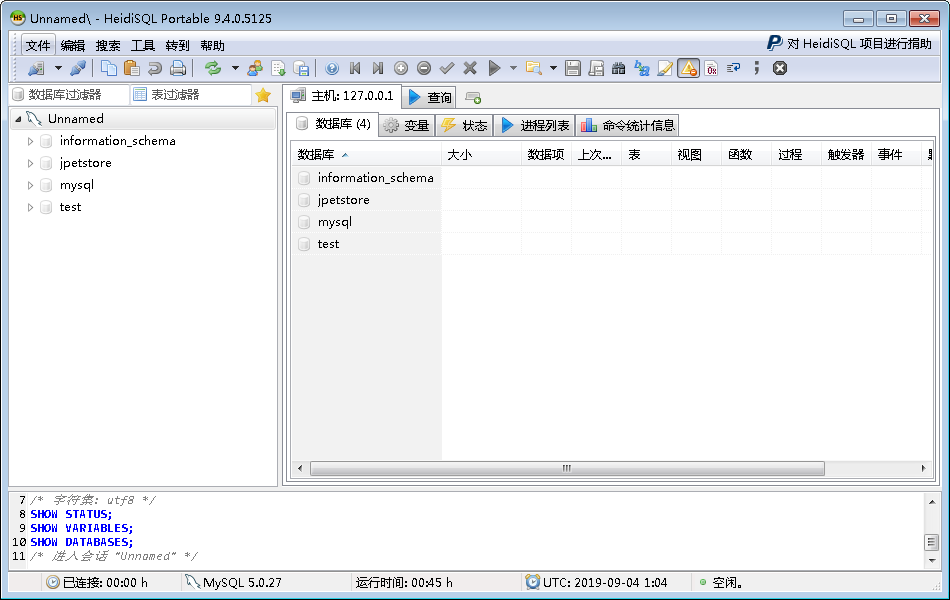 Unnamed\ - HeidiSQL Portable 9.4.0.5125
文件 编辑 搜索 工具 转到 帮助 对 HeidiSQL 项目进行捐助
数据库过滤器 表过滤器
主机: 127.0.0.1 查询
Unnamed
information_schema
jpetstore
mysql
test
数据库 (4) 变量 状态 进程列表 命令统计信息
数据库 大小 数据项 上次... 表 视图 函数 过程 触发器 事件
information_schema
jpetstore
mysql
test
7 /* 字符集: utf8 */
8 SHOW STATUS;
9 SHOW VARIABLES;
10 SHOW DATABASES;
11 /* 进入会话 "Unnamed" */
已连接: 00:00 h MySQL 5.0.27 运行时间: 00:45 h UTC: 2019-09-04 1:04 空闲。